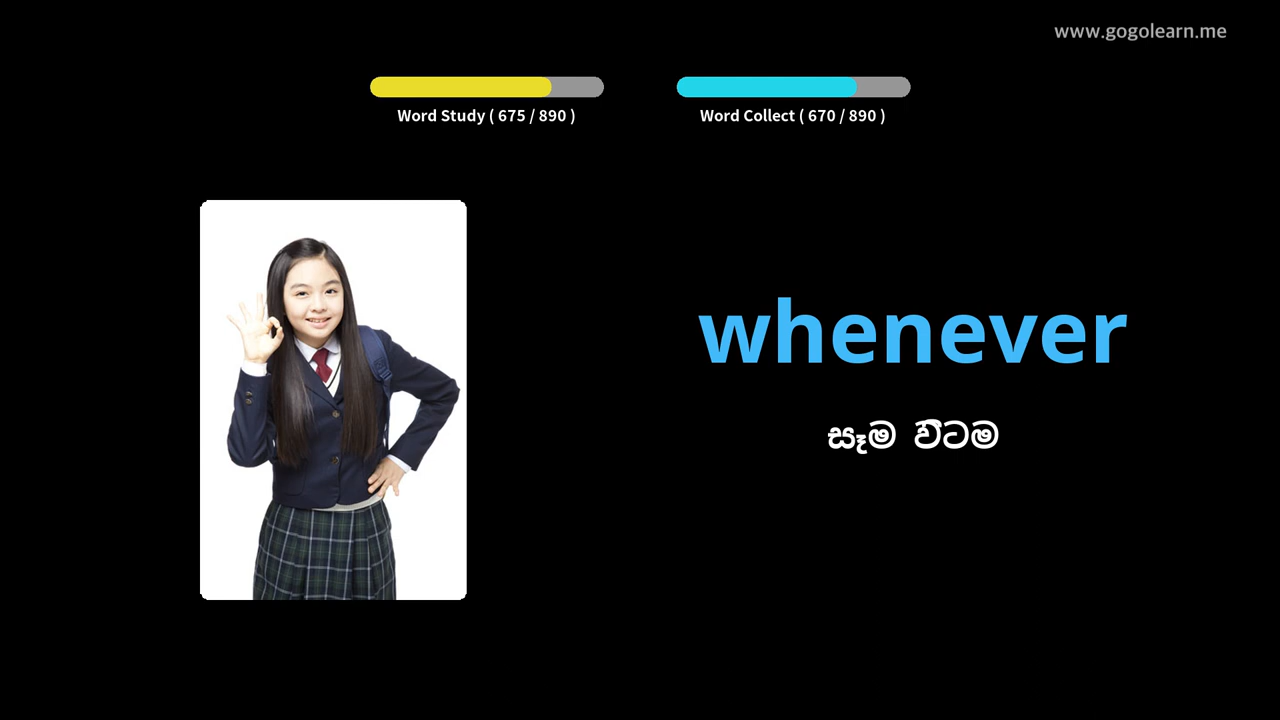 www.gogolearn.me
Word Study ( 675 / 890 )
Word Collect ( 670 / 890 )
whenever
සෑම විටම